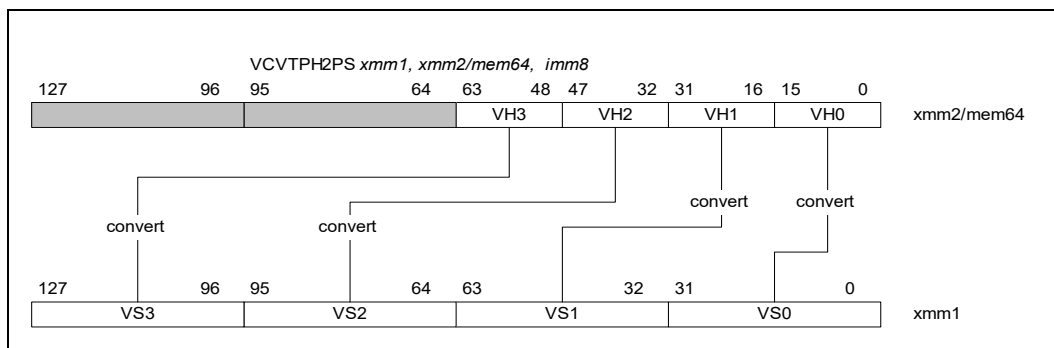 VCVTPH2PS xmm1, xmm2/mem64, imm8
127 96 95 64 63 48 47 32 31 16 15 0
VH3 VH2 VH1 VH0 xmm2/mem64
convert convert
convert convert
127 96 95 64 63 32 31 0
VS3 VS2 VS1 VS0 xmm1